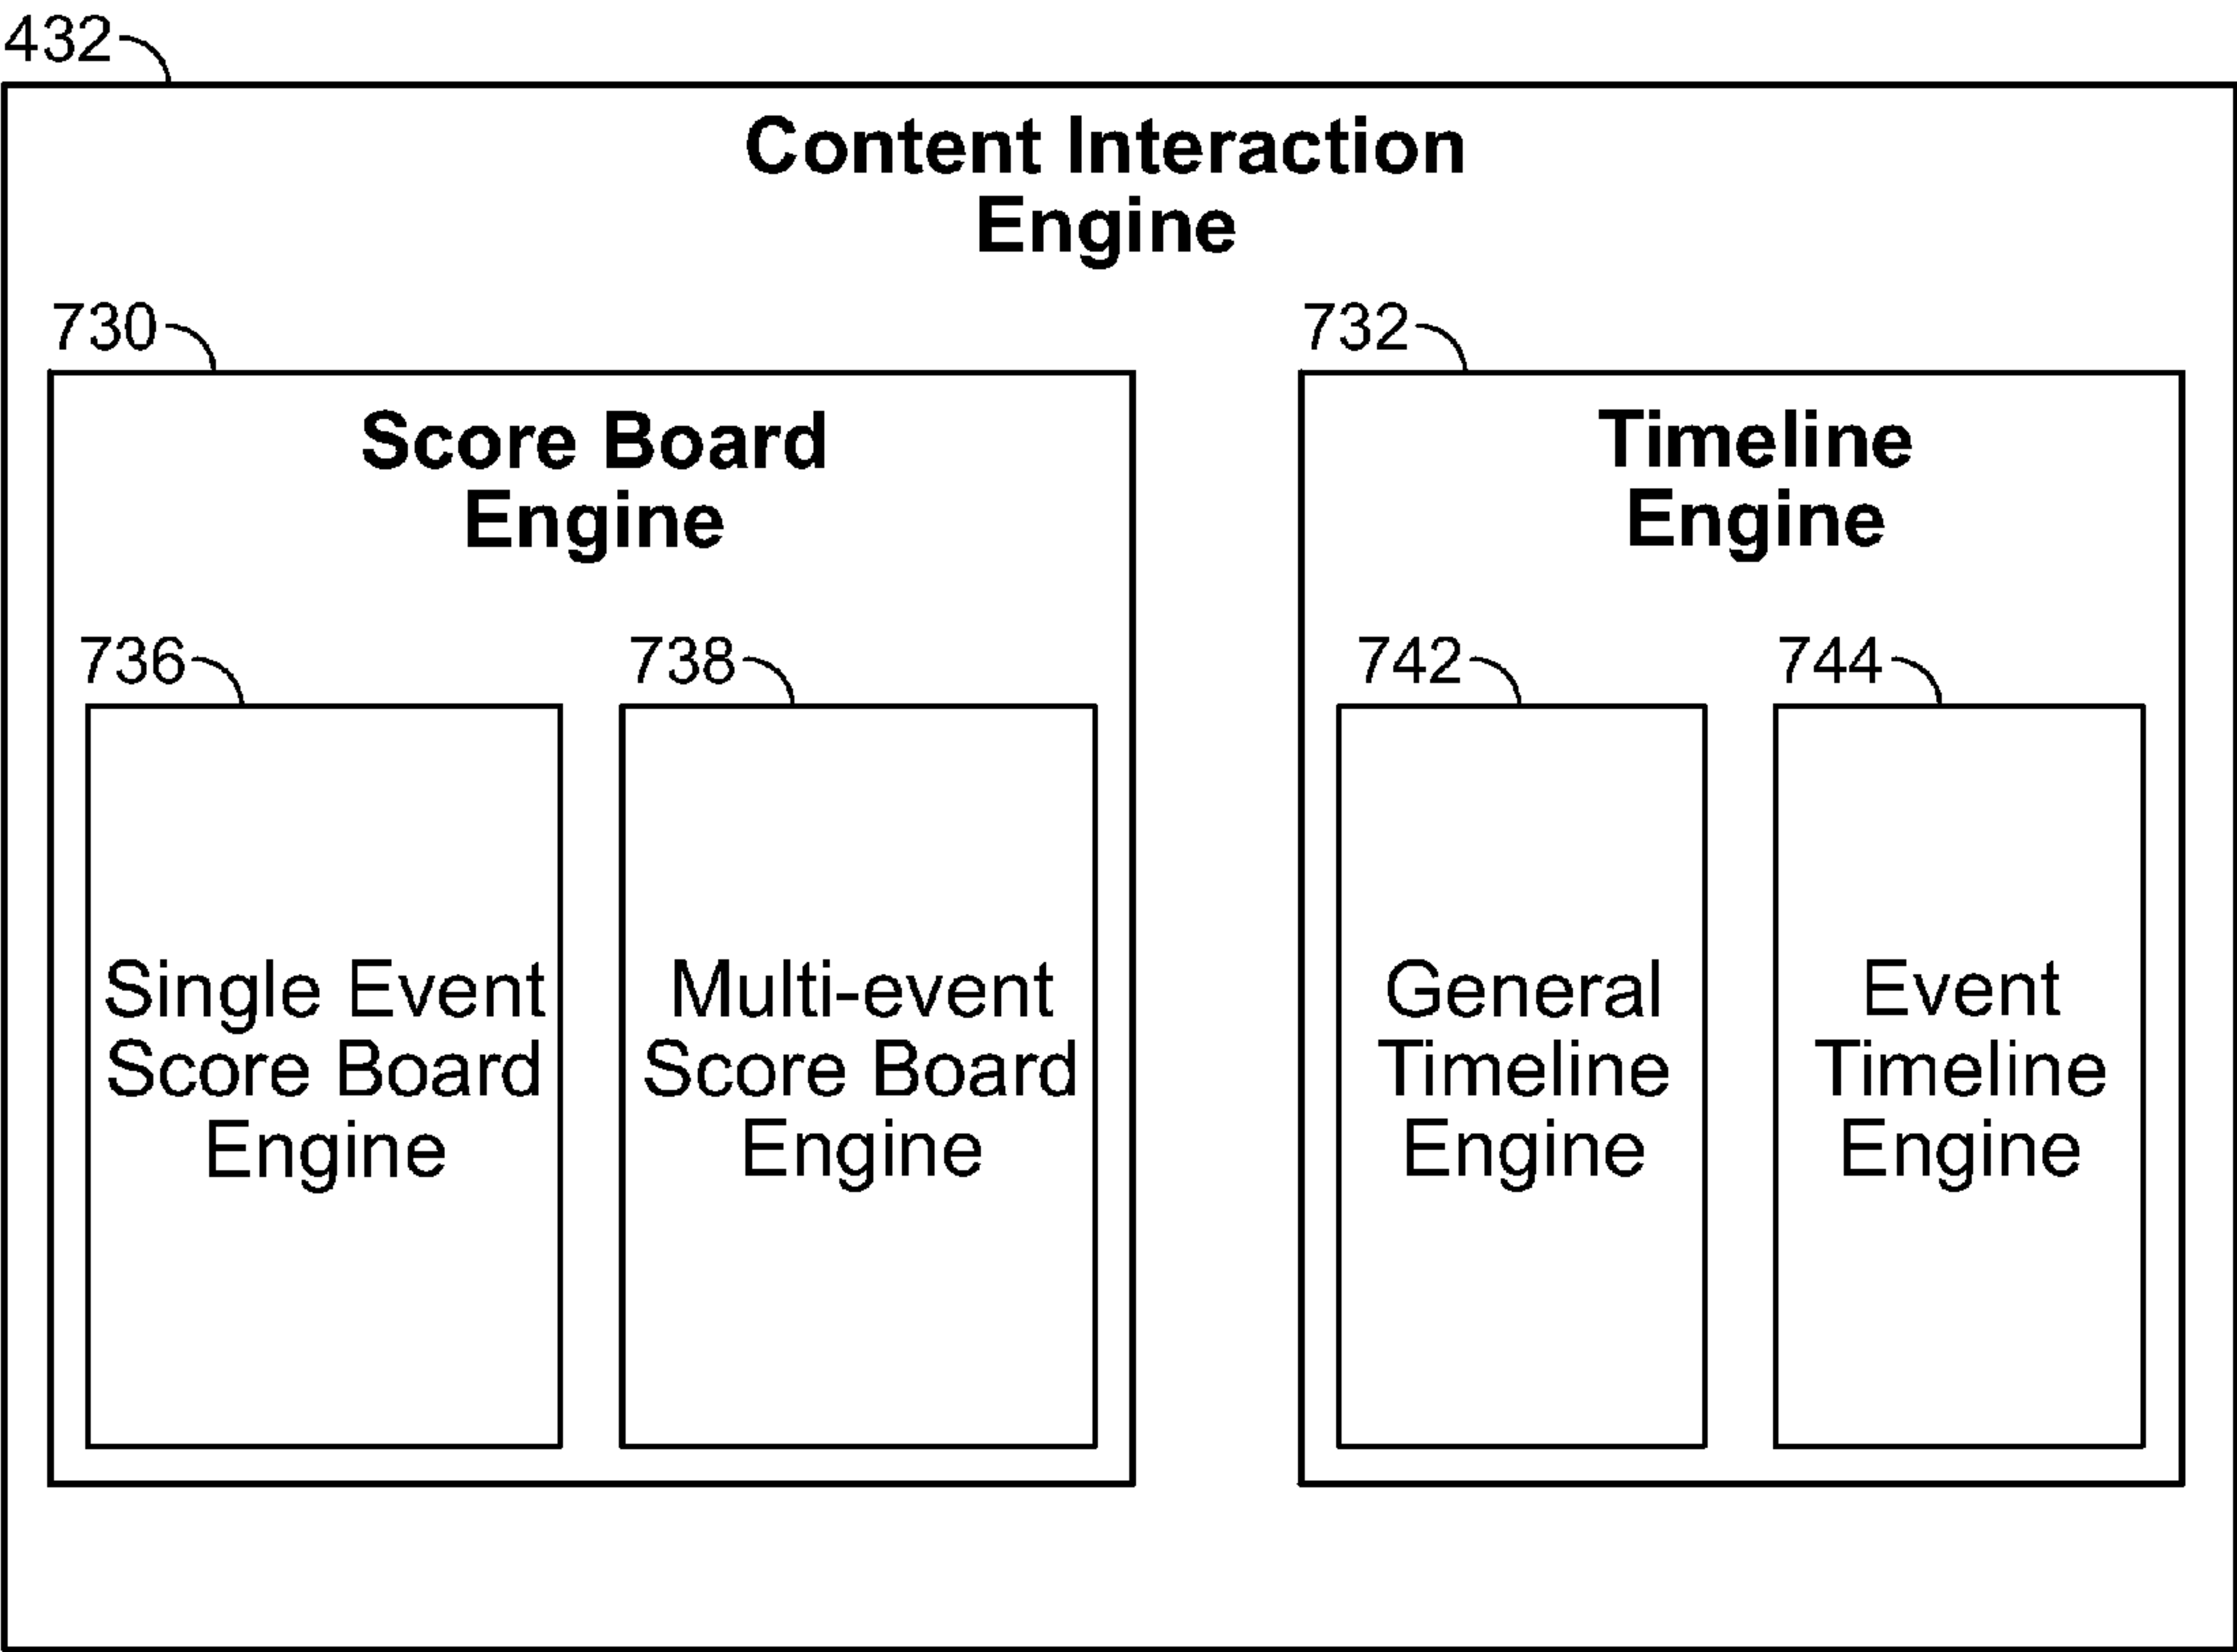 432
Content Interaction
Engine
730
Score Board
Engine
736
Single Event
Score Board
Engine
738
Multi-event
Score Board
Engine
732
Timeline
Engine
742
General
Timeline
Engine
744
Event
Timeline
Engine